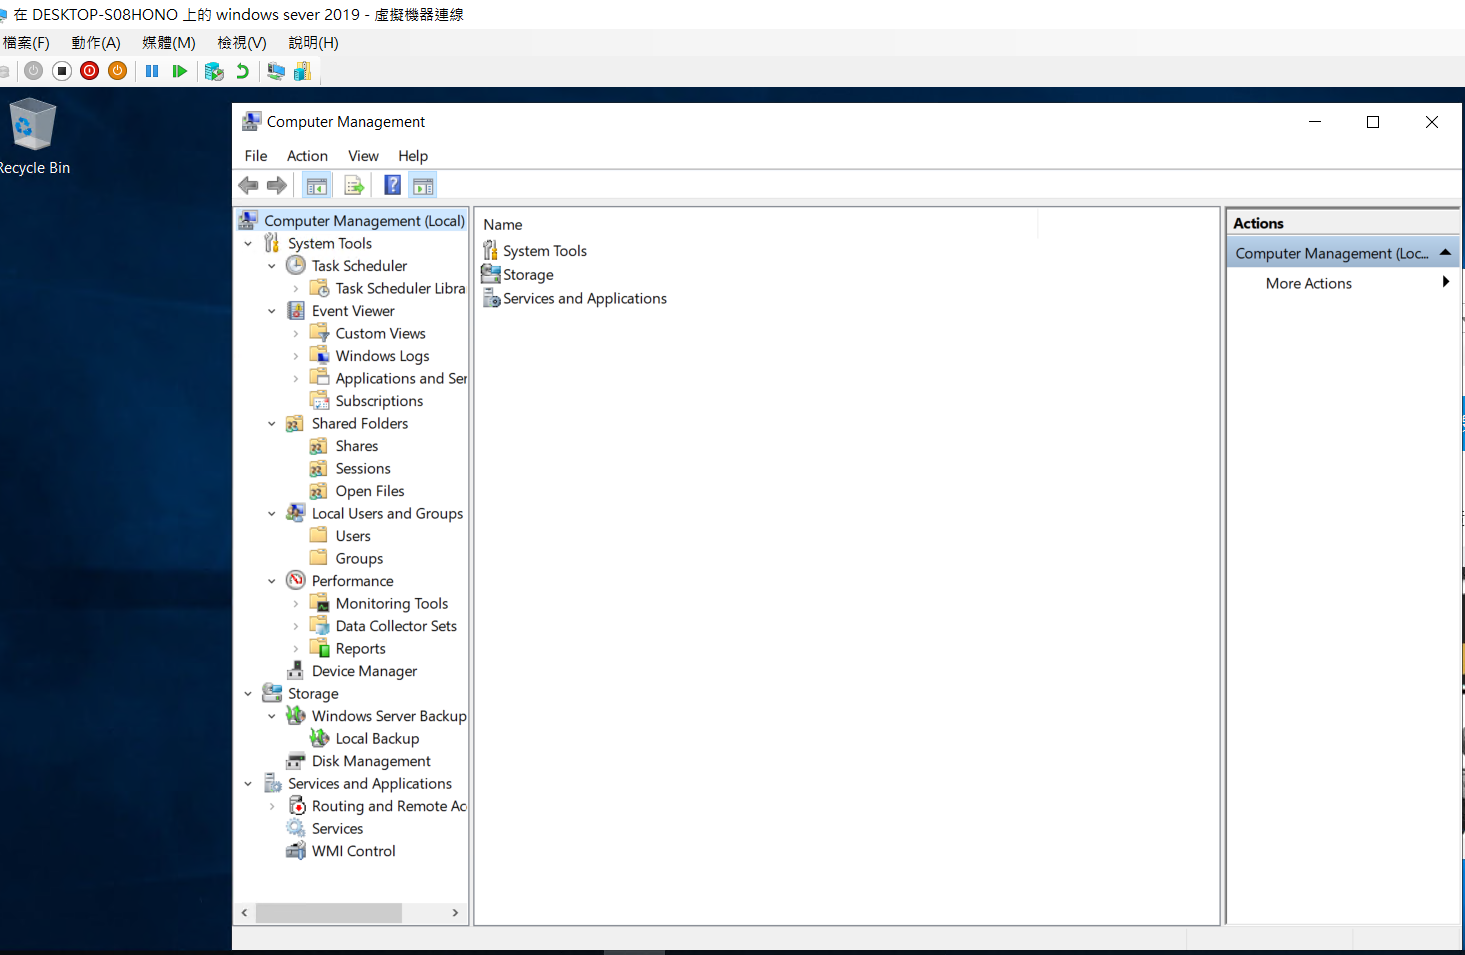 在 DESKTOP-S08HONO 上的 windows sever 2019 - 虛擬機器連線
檔案(F) 動作(A) 媒體(M) 檢視(V) 說明(H)
Recycle Bin
Computer Management
File Action View Help
Computer Management (Local)
System Tools
Task Scheduler
Task Scheduler Libra
Event Viewer
Custom Views
Windows Logs
Applications and Ser
Subscriptions
Shared Folders
Shares
Sessions
Open Files
Local Users and Groups
Users
Groups
Performance
Monitoring Tools
Data Collector Sets
Reports
Device Manager
Storage
Windows Server Backup
Local Backup
Disk Management
Services and Applications
Routing and Remote Ac
Services
WMI Control
Name
System Tools
Storage
Services and Applications
Actions
Computer Management (Loc...
More Actions